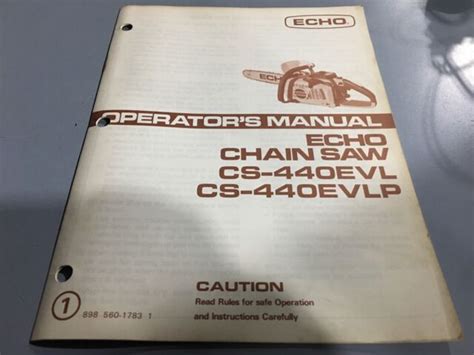 ECHO
ECHO
OPERATOR'S MANUAL
ECHO
CHAIN SAW
CS-440EVL
CS-440EVLP
CAUTION
Read Rules for safe Operation
and Instructions Carefully
1
898 560-1783 1